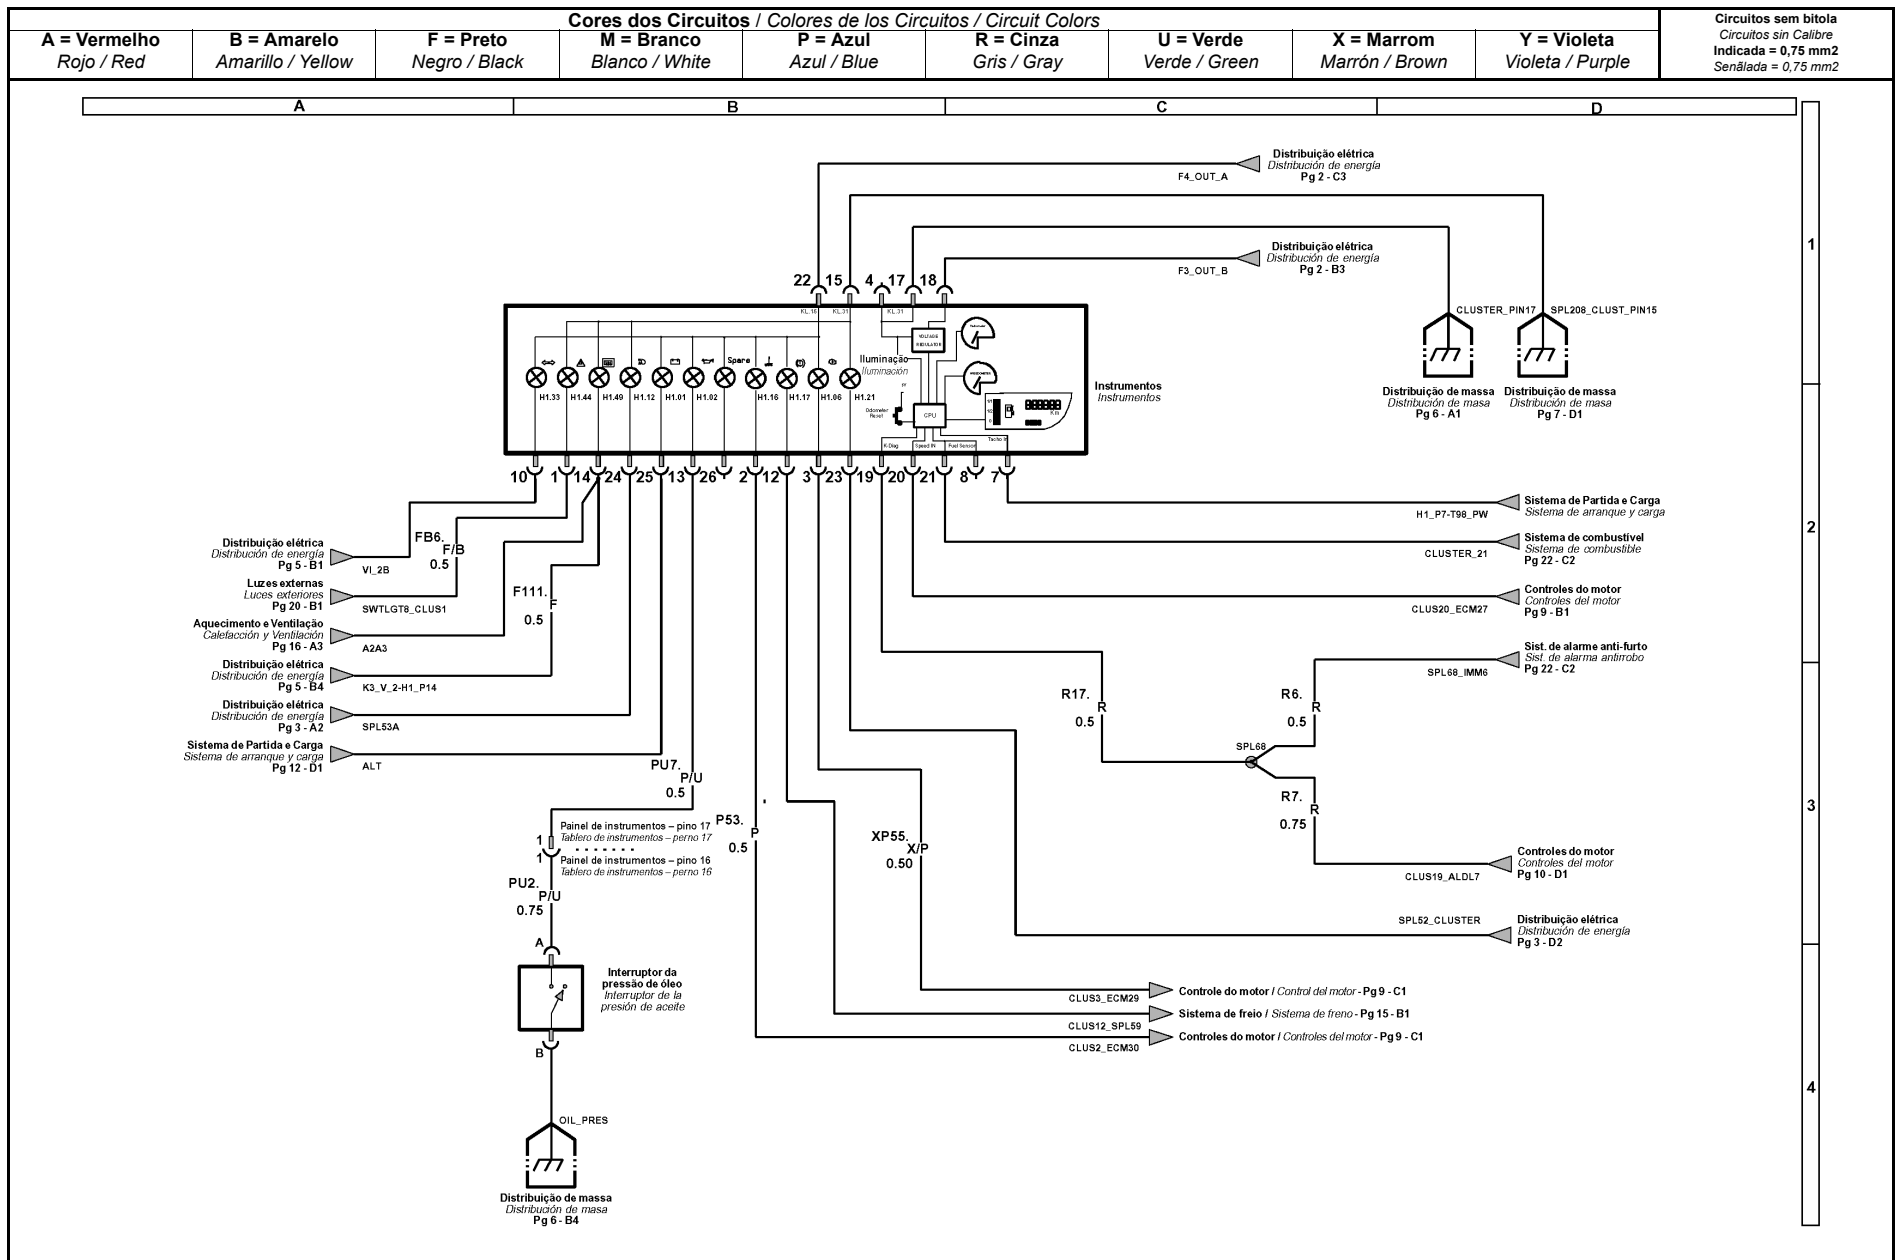 Cores dos Circuitos / Colores de los Circuitos / Circuit Colors
A = Vermelho
Rojo / Red
B = Amarelo
Amarillo / Yellow
F = Preto
Negro / Black
M = Branco
Blanco / White
P = Azul
Azul / Blue
R = Cinza
Gris / Gray
U = Verde
Verde / Green
X = Marrom
Marrón / Brown
Y = Violeta
Violeta / Purple
Circuitos sem bitola
Circuitos sin Calibre
Indicada = 0,75 mm2
Senãlada = 0,75 mm2
A B C D
1
2
3
4
Distribuição elétrica
Distribución de energía
Pg 2 - C3
F4_OUT_A
Distribuição elétrica
Distribución de energía
Pg 2 - B3
F3_OUT_B
22 15 4 17 18
KL.15 KL.31 KL.31
CLUSTER_PIN17
SPL208_CLUST_PIN15
Distribuição de massa
Distribución de masa
Pg 6 - A1
Distribuição de massa
Distribución de masa
Pg 7 - D1
VOLTAGE
REGULATOR
Spare
Iluminação
Iluminación
H1.33 H1.44 H1.49 H1.12 H1.01 H1.02 H1.16 H1.17 H1.06 H1.21
Odometer
Reset
CPU
1/1
1/2
0
Km
K-Diag Speed IN Fuel Sensor Tacho IN
Instrumentos
Instrumentos
10 1 14 24 25 13 26 2 12 3 23 19 20 21 8 7
Distribuição elétrica
Distribución de energía
Pg 5 - B1
VI_2B
FB6.
F/B
0.5
Luzes externas
Luces exteriores
Pg 20 - B1
SWTLGT8_CLUS1
F111.
F
0.5
Aquecimento e Ventilação
Calefacción y Ventilación
Pg 16 - A3
A2A3
Distribuição elétrica
Distribución de energía
Pg 5 - B4
K3_V_2-H1_P14
Distribuição elétrica
Distribución de energía
Pg 3 - A2
SPL53A
Sistema de Partida e Carga
Sistema de arranque y carga
Pg 12 - D1
ALT
PU7.
P/U
0.5
Sistema de Partida e Carga
Sistema de arranque y carga
H1_P7-T98_PW
Sistema de combustível
Sistema de combustible
Pg 22 - C2
CLUSTER_21
Controles do motor
Controles del motor
Pg 9 - B1
CLUS20_ECM27
Sist. de alarme anti-furto
Sist. de alarma antirrobo
Pg 22 - C2
SPL68_IMM6
R17.
R
0.5
R6.
R
0.5
SPL68
R7.
R
0.75
Controles do motor
Controles del motor
Pg 10 - D1
CLUS19_ALDL7
SPL52_CLUSTER
Distribuição elétrica
Distribución de energía
Pg 3 - D2
1
Painel de instrumentos – pino 17
Tablero de instrumentos – perno 17
1
Painel de instrumentos – pino 16
Tablero de instrumentos – perno 16
P53.
P
0.5
XP55.
X/P
0.50
PU2.
P/U
0.75
A
Interruptor da
pressão de óleo
Interruptor de la
presión de aceite
B
CLUS3_ECM29
Controle do motor / Control del motor - Pg 9 - C1
CLUS12_SPL59
Sistema de freio / Sistema de freno - Pg 15 - B1
CLUS2_ECM30
Controles do motor / Controles del motor - Pg 9 - C1
OIL_PRES
Distribuição de massa
Distribución de masa
Pg 6 - B4